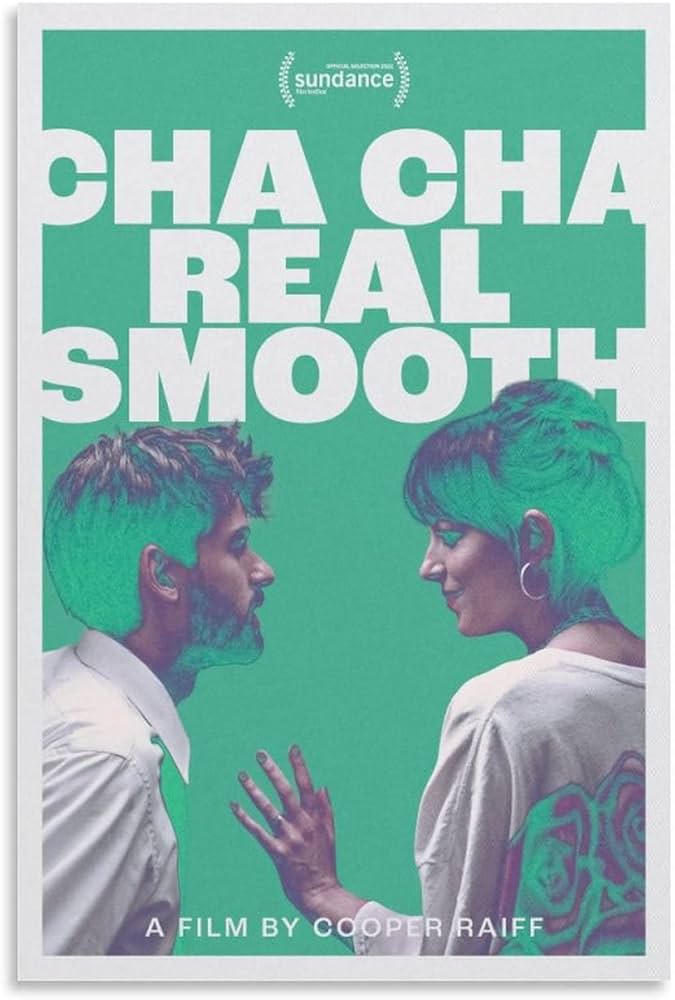 OFFICIAL SELECTION 2022
sundance
film festival
CHA CHA
REAL
SMOOTH
A FILM BY COOPER RAIFF